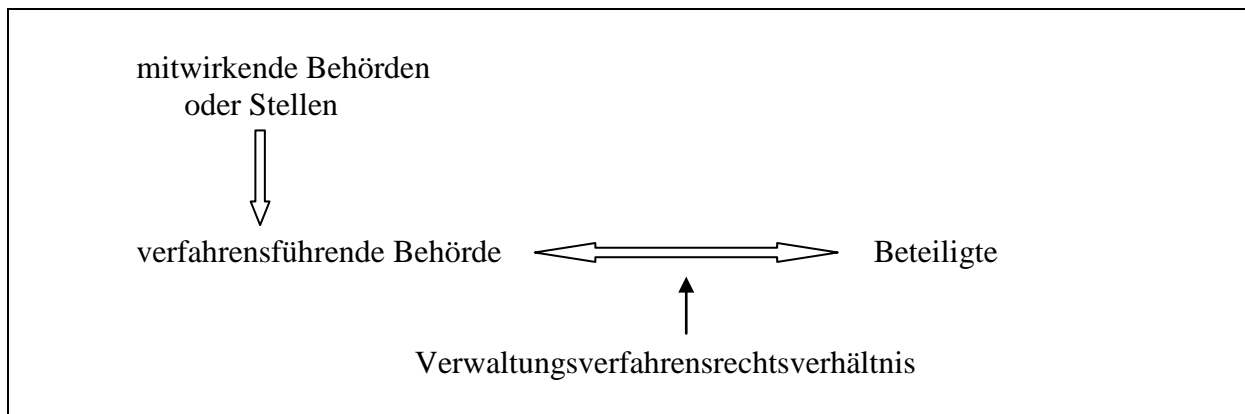 mitwirkende Behörden
oder Stellen
verfahrensführende Behörde
Beteiligte
Verwaltungsverfahrensrechtsverhältnis